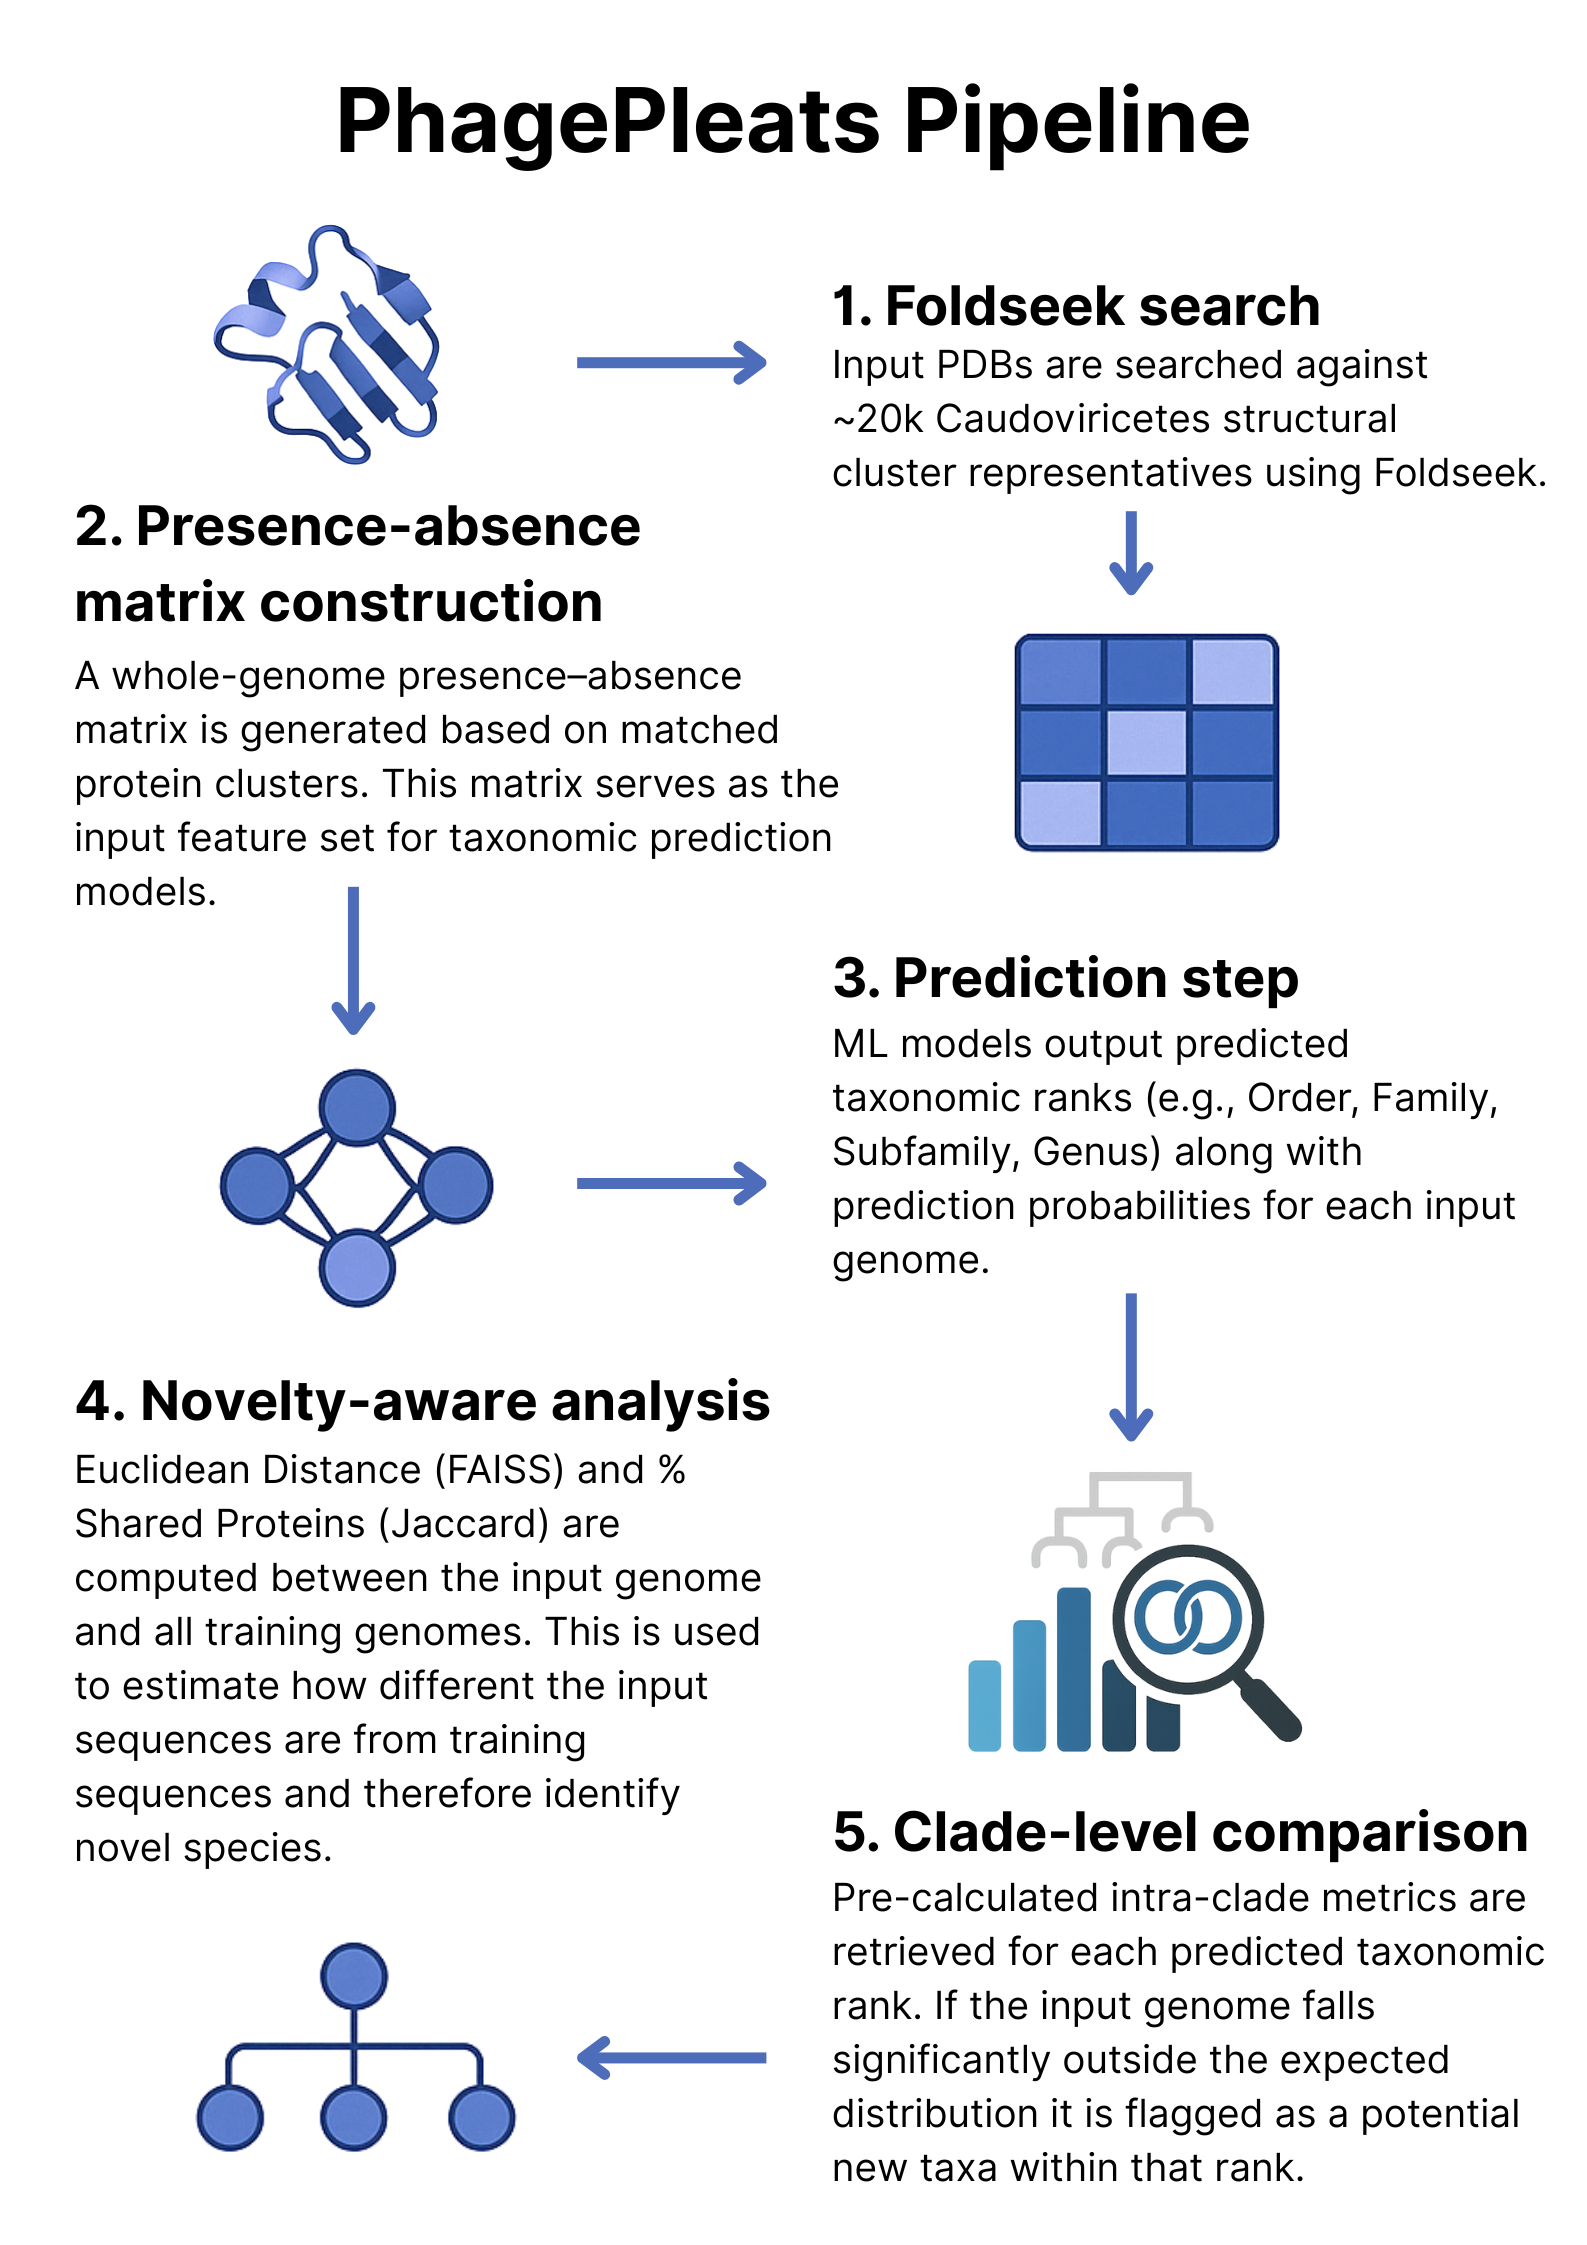 PhagePleats Pipeline
1. Foldseek search
Input PDBs are searched against
~20k Caudoviricetes structural
cluster representatives using Foldseek.
2. Presence-absence
matrix construction
A whole-genome presence–absence
matrix is generated based on matched
protein clusters. This matrix serves as the
input feature set for taxonomic prediction
models.
3. Prediction step
ML models output predicted
taxonomic ranks (e.g., Order, Family,
Subfamily, Genus) along with
prediction probabilities for each input
genome.
4. Novelty-aware analysis
Euclidean Distance (FAISS) and %
Shared Proteins (Jaccard) are
computed between the input genome
and all training genomes. This is used
to estimate how different the input
sequences are from training
sequences and therefore identify
novel species.
5. Clade-level comparison
Pre-calculated intra-clade metrics are
retrieved for each predicted taxonomic
rank. If the input genome falls
significantly outside the expected
distribution it is flagged as a potential
new taxa within that rank.